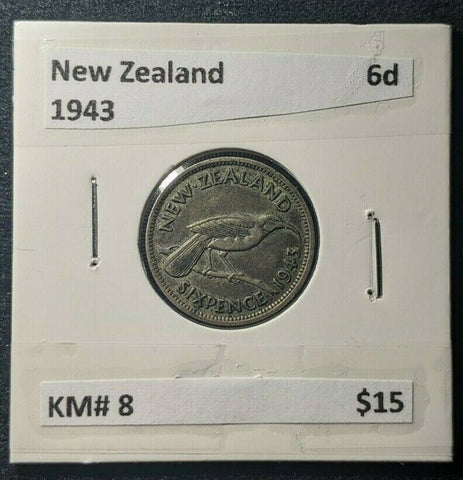 New Zealand 6d
1943
NEW·ZEALAND
SIXPENCE.1943
KM# 8 $15